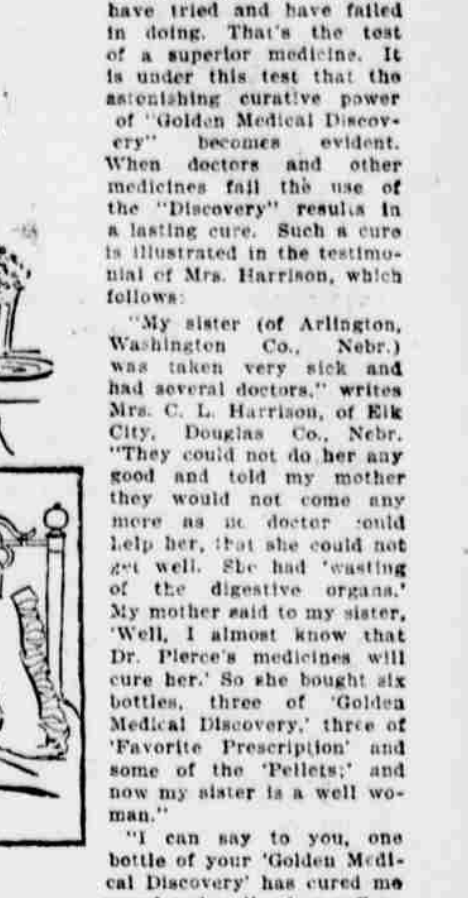 have tried and have failed
in doing. That's the test
of a superior medicine. It
is under this test that the
astonishing curative power
of "Golden Medical Discov-
ery" becomes evident.
When doctors and other
medicines fail the use of
the "Discovery" results in
a lasting cure. Such a cure
is illustrated in the testimo-
nial of Mrs. Harrison, which
follows:
"My sister (of Arlington,
Washington Co., Nebr.)
was taken very sick and
had several doctors," writes
Mrs. C. L. Harrison, of Elk
City, Douglas Co., Nebr.
"They could not do her any
good and told my mother
they would not come any
more as no doctor could
help her, that she could not
get well. She had 'wasting
of the digestive organs.'
My mother said to my sister,
'Well, I almost know that
Dr. Pierce's medicines will
cure her.' So she bought six
bottles, three of 'Golden
Medical Discovery,' three of
'Favorite Prescription' and
some of the 'Pellets;' and
now my sister is a well wo-
man."
"I can say to you, one
bottle of your 'Golden Medi-
cal Discovery' has cured me